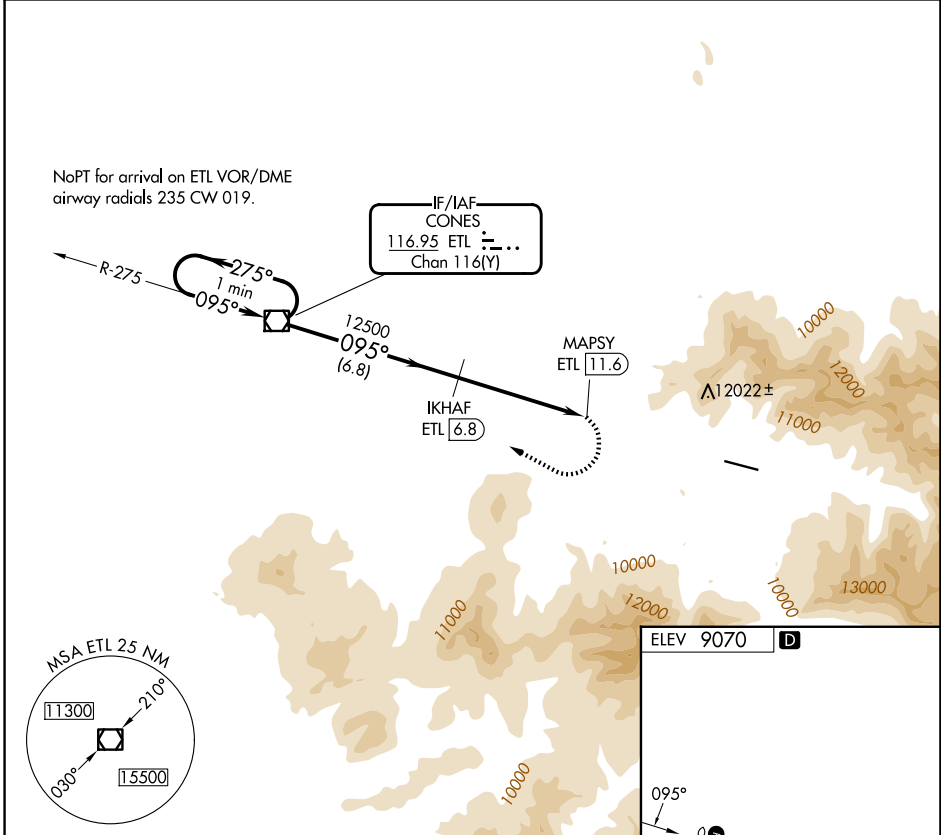 NoPT for arrival on ETL VOR/DME
airway radials 235 CW 019.
IF/IAF
CONES
116.95 ETL
Chan 116(Y)
R-275
275°
1 min
095°
12500
095°
(6.8)
IKHAF
ETL 6.8
MAPSY
ETL 11.6
12022±
10000
12000
11000
10000
12000
11000
10000
13000
10000
MSA ETL 25 NM
210°
11300
15500
030°
ELEV 9070 D
095°